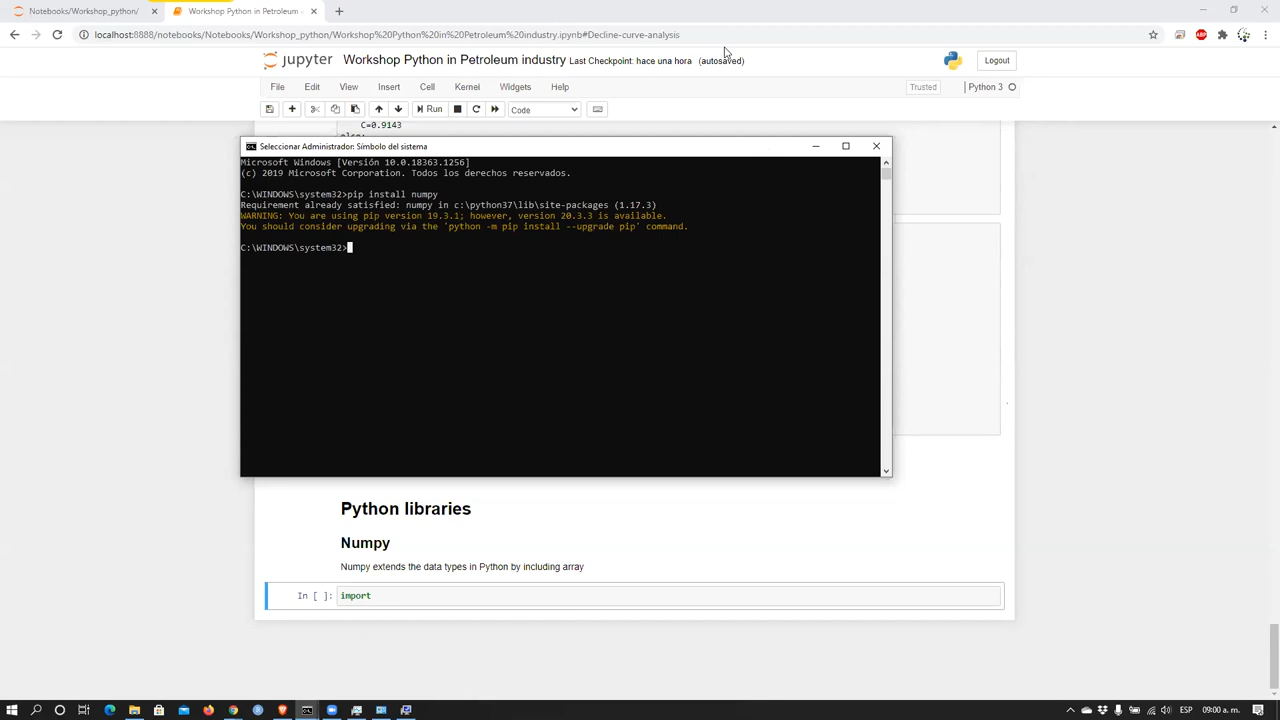 Notebooks/Workshop_python/
Workshop Python in Petroleum i
localhost:8888/notebooks/Notebooks/Workshop_python/Workshop%20Python%20in%20Petroleum%20industry.ipynb#Decline-curve-analysis
ABP
jupyter
Workshop Python in Petroleum industry Last Checkpoint: hace una hora (autosaved)
Logout
File Edit View Insert Cell Kernel Widgets Help
Trusted
Python 3
Run
Code
C=0.9143
Seleccionar Administrador: Símbolo del sistema
Microsoft Windows [Versión 10.0.18363.1256]
(c) 2019 Microsoft Corporation. Todos los derechos reservados.
C:\WINDOWS\system32>pip install numpy
Requirement already satisfied: numpy in c:\python37\lib\site-packages (1.17.3)
WARNING: You are using pip version 19.3.1; however, version 20.3.3 is available.
You should consider upgrading via the 'python -m pip install --upgrade pip' command.
C:\WINDOWS\system32>
Python libraries
Numpy
Numpy extends the data types in Python by including array
In [ ]: import
ESP
09:00 a. m.